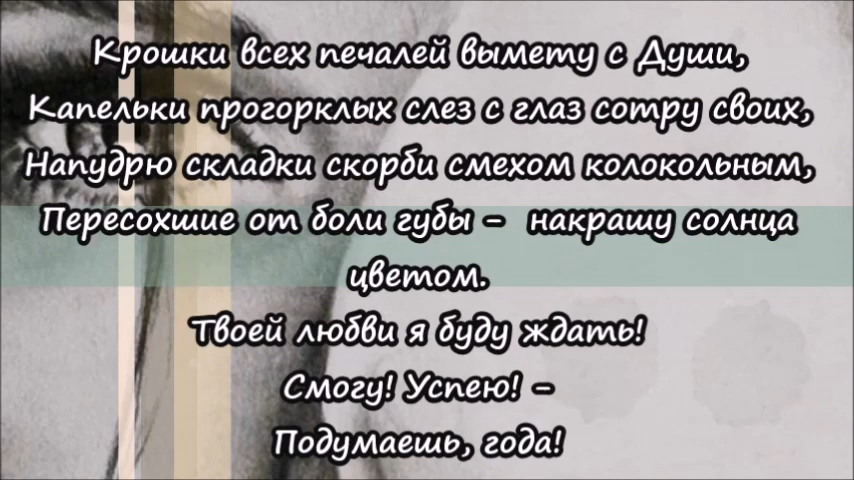 Крошки всех печалей вымету с Души,
Капельки прогорклых слез с глаз сотру своих,
Напудрю складки скорби смехом колокольным,
Пересохшие от боли губы - накрашу солнца
цветом.
Твоей любви я буду ждать!
Смогу! Успею! -
Подумаешь, года!